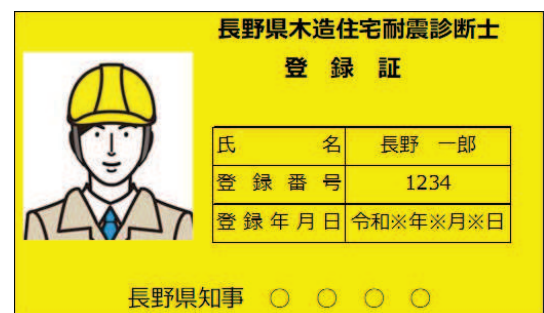 長野県木造住宅耐震診断士
登 録 証
氏 名 長野 一郎
登 録 番 号 1234
登 録 年 月 日 令和※年※月※日
長野県知事 ○ ○ ○ ○